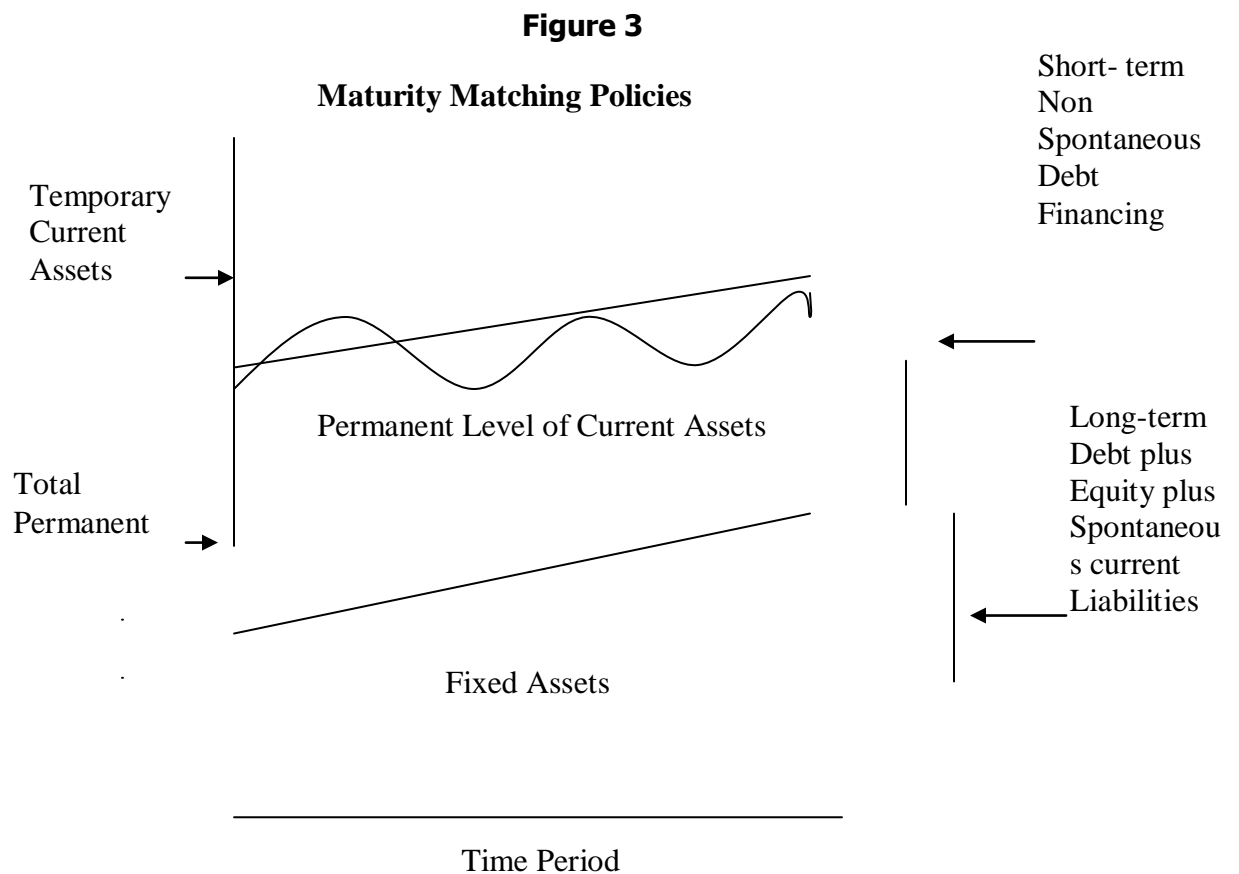 Figure 3
Maturity Matching Policies
Short- term
Non
Spontaneous
Debt
Financing
Temporary
Current
Assets
Permanent Level of Current Assets
Long-term
Debt plus
Equity plus
Spontaneou
s current
Liabilities
Total
Permanent
.
.
Fixed Assets
Time Period